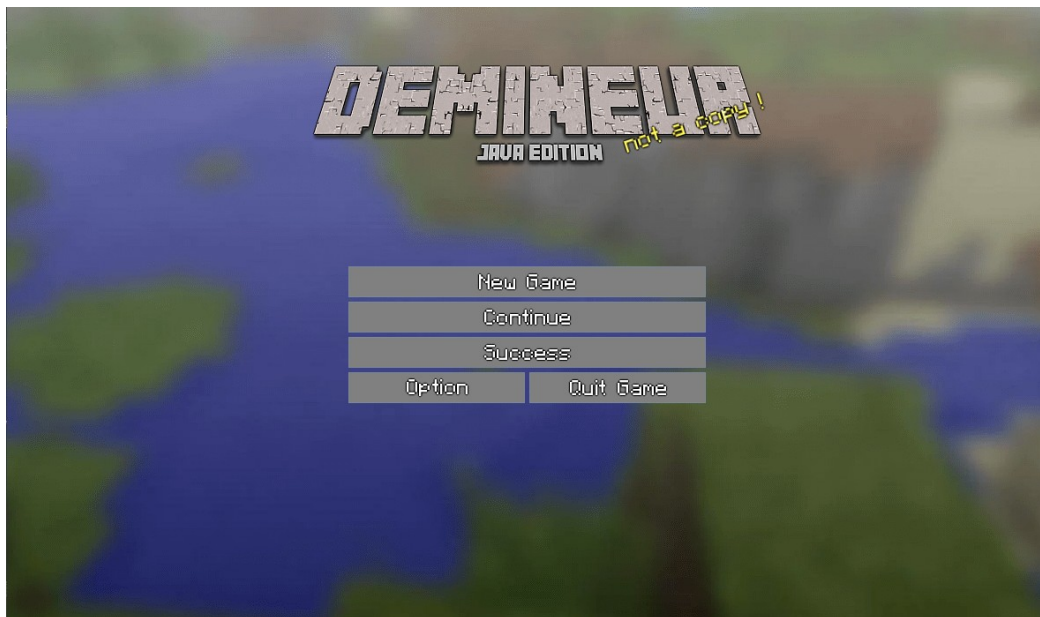 DEMINEUR
JAVA EDITION
not a copy !
New Game
Continue
Success
Option
Quit Game